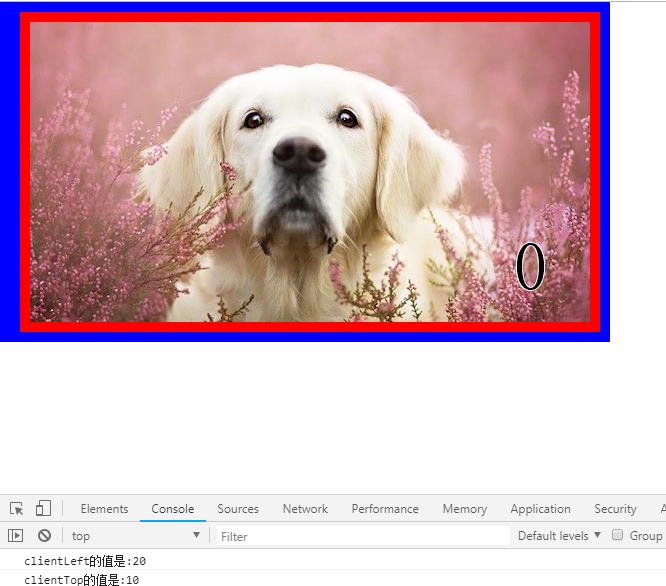 0
Elements Console Sources Network Performance Memory Application Security
top Filter Default levels Group
clientLeft的值是:20
clientTop的值是:10